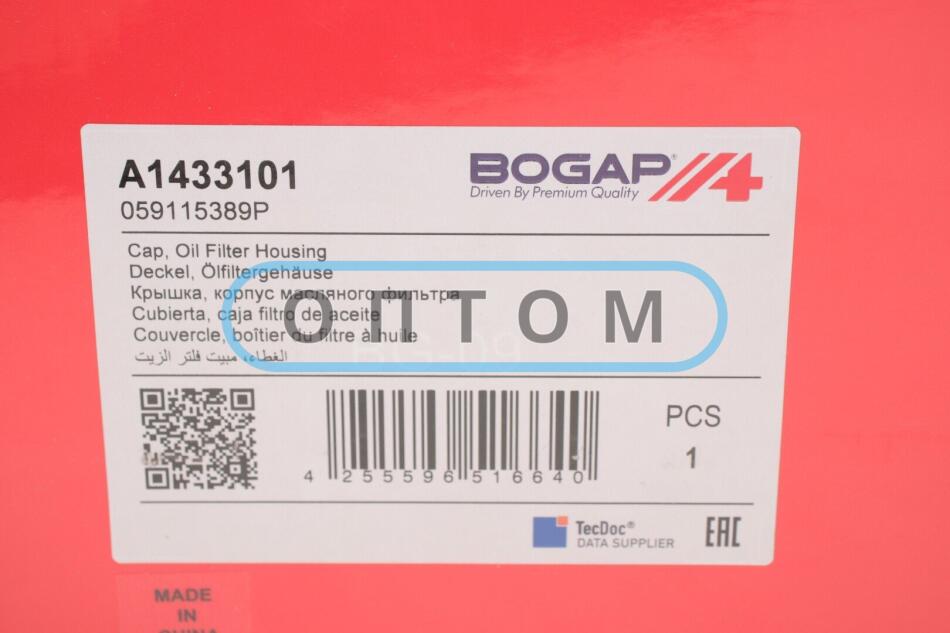 A1433101
059115389P
BOGAP®
Driven By Premium Quality
Cap, Oil Filter Housing
Deckel, Ölfiltergehäuse
Крышка, корпус масляного фильтра
Cubierta, caja filtro de aceite
Couvercle, boîtier du filtre à huile
الغطاء، مبيت فلتر الزيت
ОПТОМ
4 255596 516640
PCS
1
TecDoc®
DATA SUPPLIER
EAC
MADE
IN
CHINA